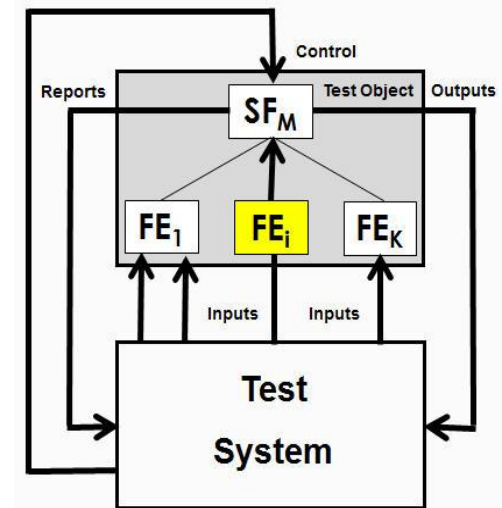 Control
Reports
Test Object
Outputs
SF_M
FE_1
FE_i
FE_K
Inputs
Inputs
Test
System